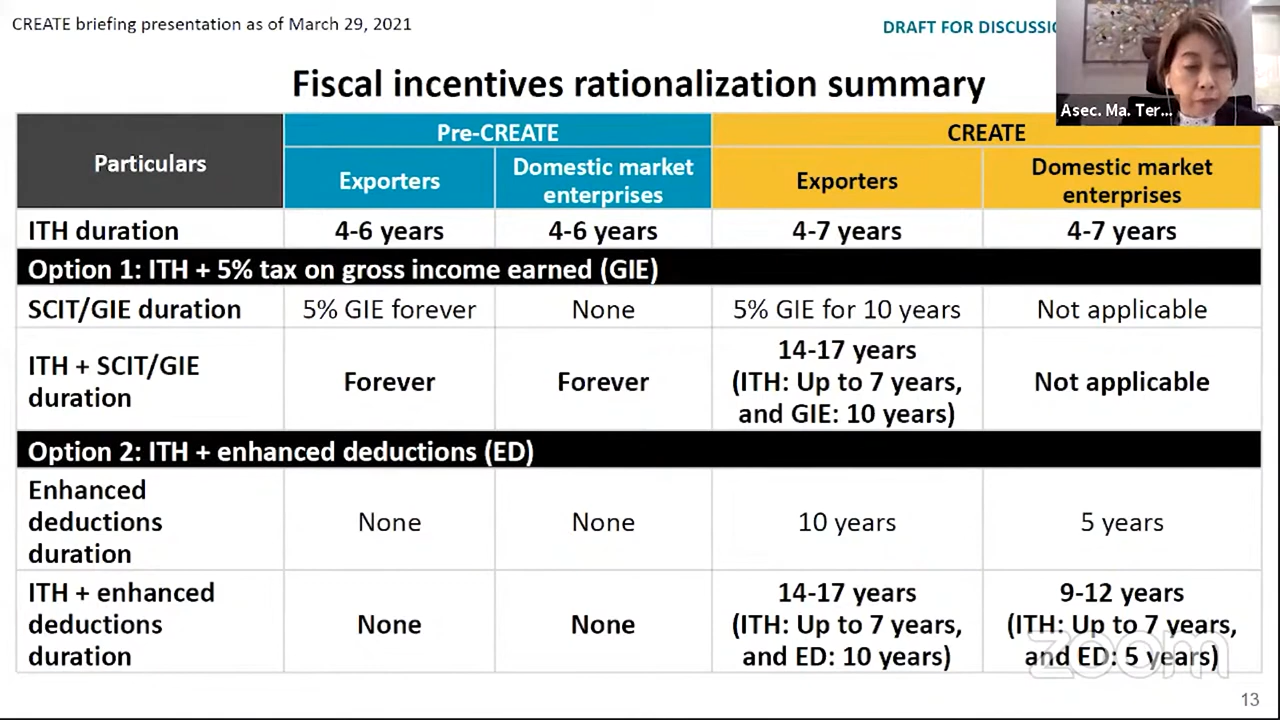 CREATE briefing presentation as of March 29, 2021
DRAFT FOR
Asec. Ma. Ter...
Fiscal incentives rationalization summary
Particulars
Pre-CREATE
CREATE
Exporters
Domestic market
enterprises
Exporters
Domestic market
enterprises
ITH duration
4-6 years
4-6 years
4-7 years
4-7 years
Option 1: ITH + 5% tax on gross income earned (GIE)
SCIT/GIE duration
5% GIE forever
None
5% GIE for 10 years
Not applicable
ITH + SCIT/GIE
duration
Forever
Forever
14-17 years
(ITH: Up to 7 years,
and GIE: 10 years)
Not applicable
Option 2: ITH + enhanced deductions (ED)
Enhanced
deductions
duration
None
None
10 years
5 years
ITH + enhanced
deductions
duration
None
None
14-17 years
(ITH: Up to 7 years,
and ED: 10 years)
9-12 years
(ITH: Up to 7 years,
and ED: 5 years)
zoom
13